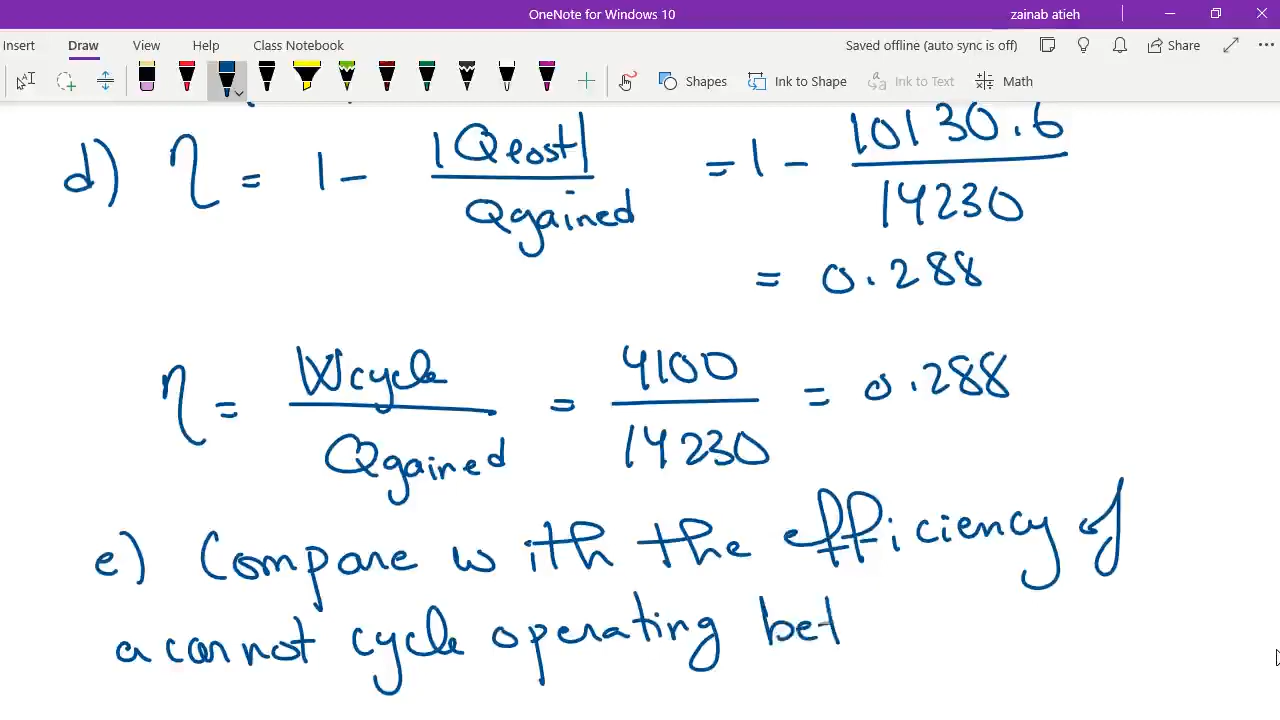 OneNote for Windows 10
zainab atieh
Insert Draw View Help Class Notebook Saved offline (auto sync is off) Share
Shapes Ink to Shape Ink to Text Math
d) η = 1 - |Qlost| / Qgained = 1 - 10130.6 / 14230
= 0.288
η = Wcycle / Qgained = 4100 / 14230 = 0.288
e) Compare with the efficiency of
a carnot cycle operating bet